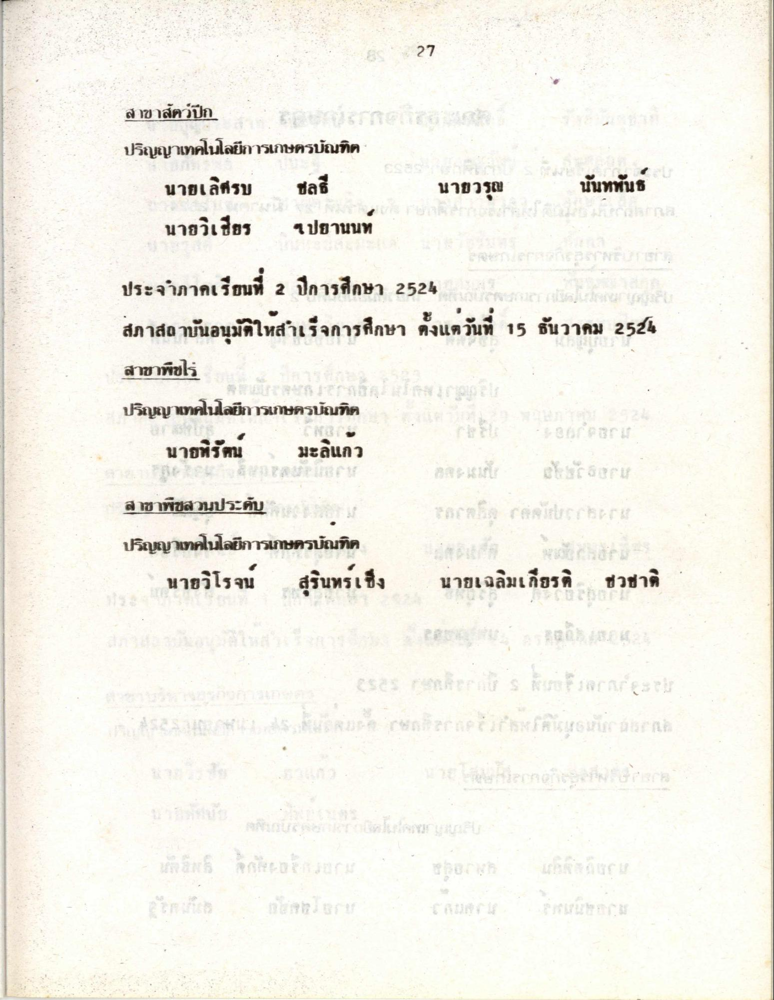 27
สาขาสัตว์ปีก
ปริญญาเทคโนโลยีการเกษตรบัณฑิต
นายเลิศรบ ชลธี นายวรุญ นันทพันธ์
นายวิเชียร เปยานนท์
ประจำภาคเรียนที่ 2 ปีการศึกษา 2524
สภาสถาบันอนุมัติให้สำเร็จการศึกษา ตั้งแต่วันที่ 15 ธันวาคม 2524
สาขาพืชไร่
ปริญญาเทคโนโลยีการเกษตรบัณฑิต
นายพิรัตน์ มะลิแก้ว
สาขาพืชสวนประดับ
ปริญญาเทคโนโลยีการเกษตรบัณฑิต
นายวิโรจน์ สุรินทร์เซ็ง นายเฉลิมเกียรติ ชวชาติ